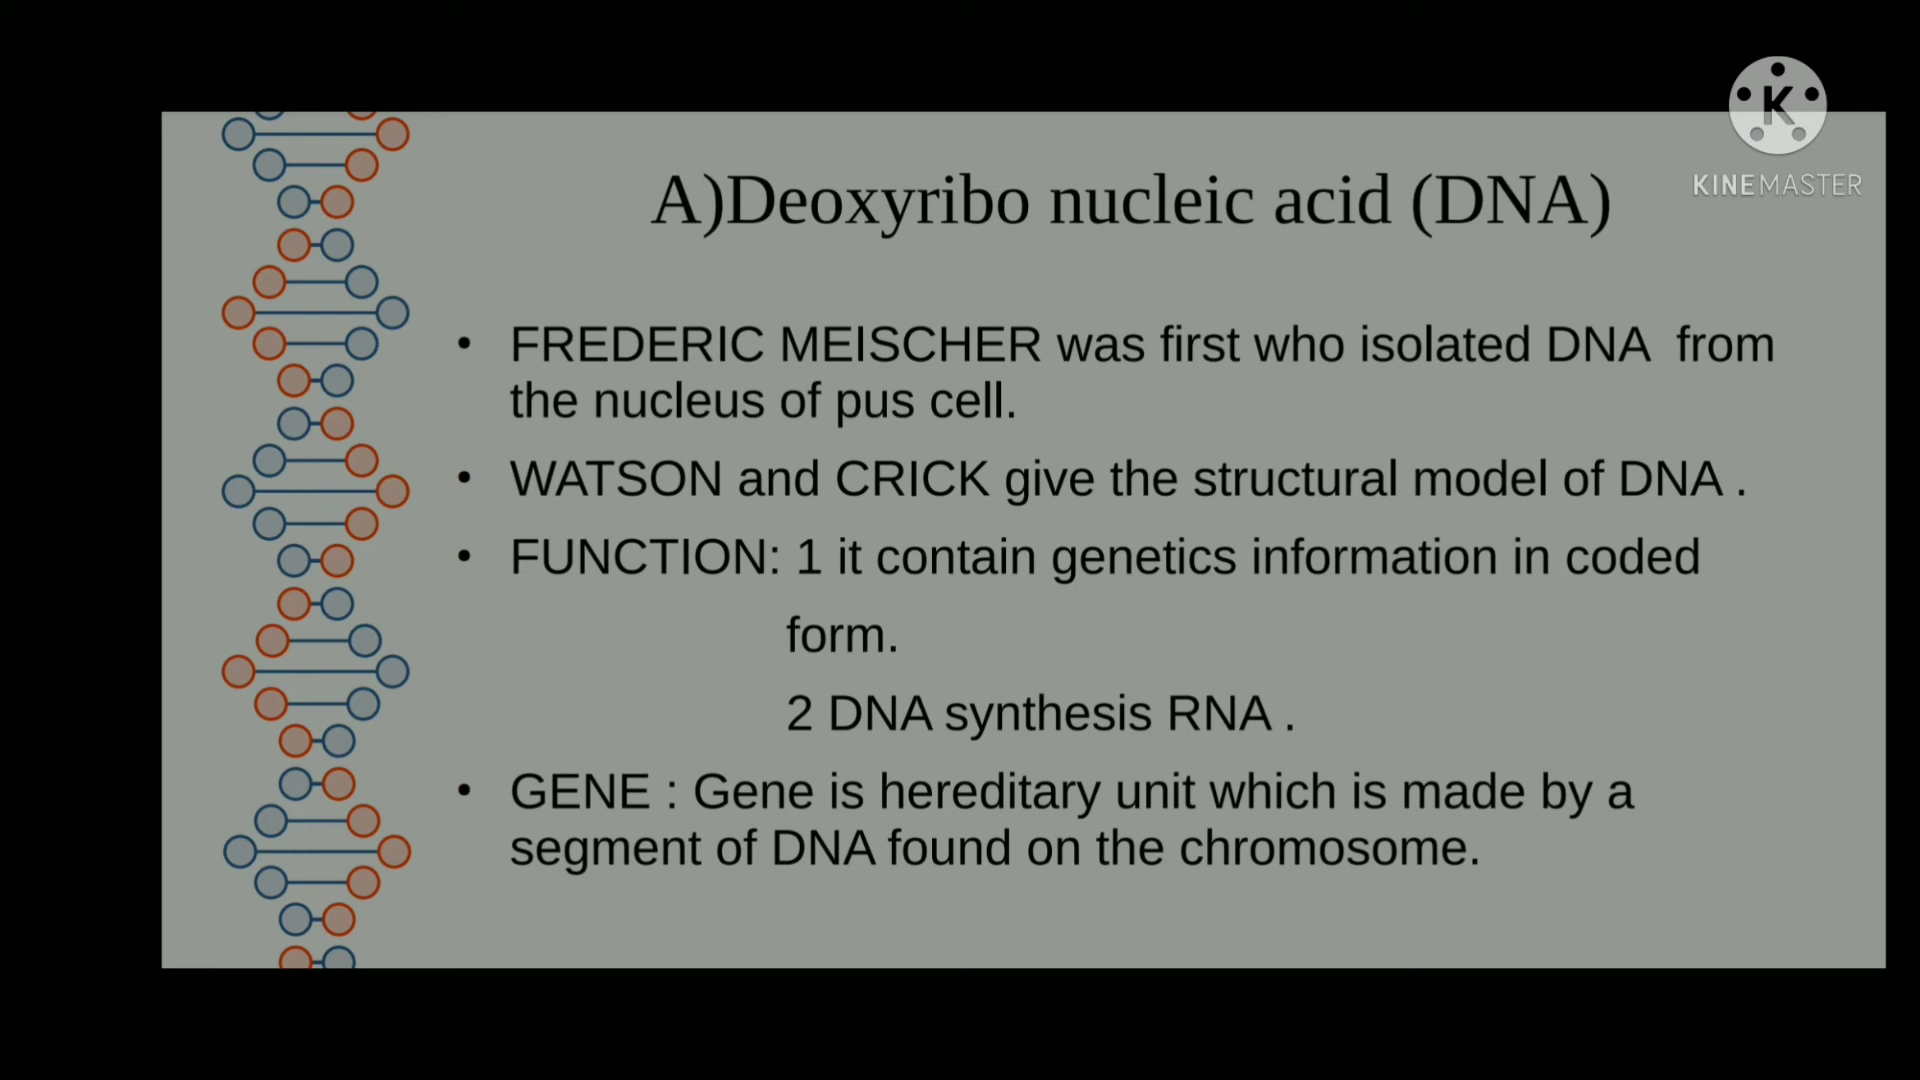 K
KINEMASTER
A)Deoxyribo nucleic acid (DNA)
• FREDERIC MEISCHER was first who isolated DNA  from
the nucleus of pus cell.
• WATSON and CRICK give the structural model of DNA .
• FUNCTION: 1 it contain genetics information in coded
form.
2 DNA synthesis RNA .
• GENE : Gene is hereditary unit which is made by a
segment of DNA found on the chromosome.